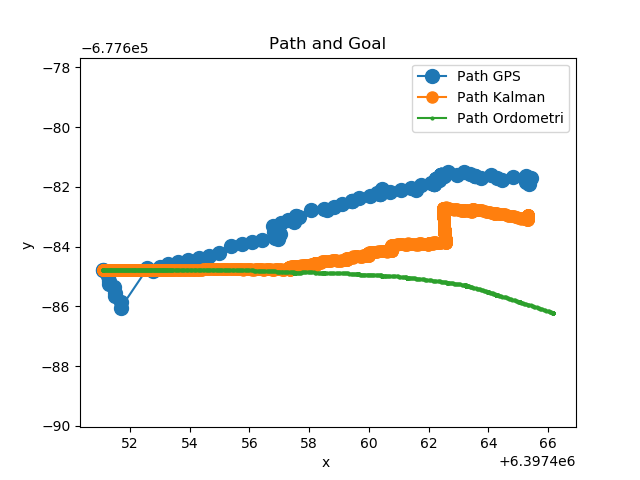 Path and Goal
−6.776e5
Path GPS
Path Kalman
Path Ordometri
−78
−80
−82
−84
−86
−88
−90
y
52 54 56 58 60 62 64 66
x
+6.3974e6